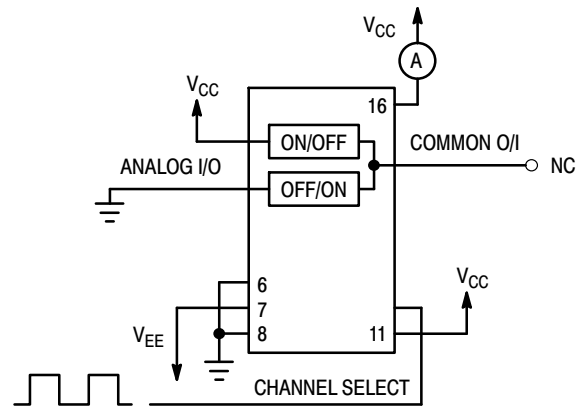 V_CC
A
V_CC
16
ON/OFF
COMMON O/I
ANALOG I/O
OFF/ON
NC
6
V_CC
7
V_EE
8
11
CHANNEL SELECT